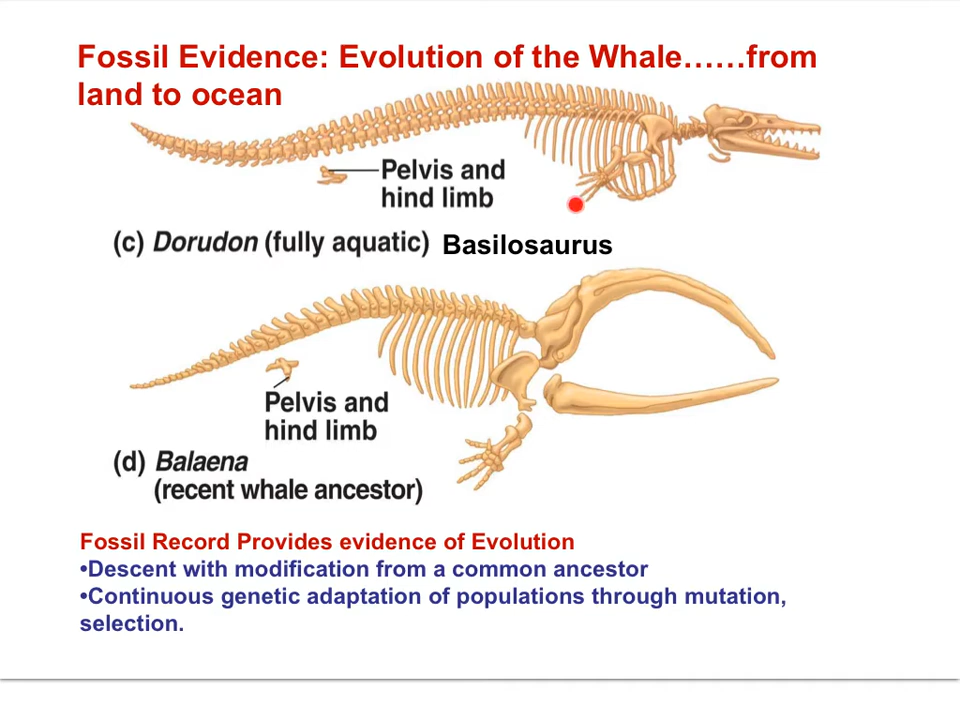 Fossil Evidence: Evolution of the Whale……from
land to ocean
Pelvis and
hind limb
(c) Dorudon (fully aquatic) Basilosaurus
Pelvis and
hind limb
(d) Balaena
(recent whale ancestor)
Fossil Record Provides evidence of Evolution
•Descent with modification from a common ancestor
•Continuous genetic adaptation of populations through mutation,
selection.